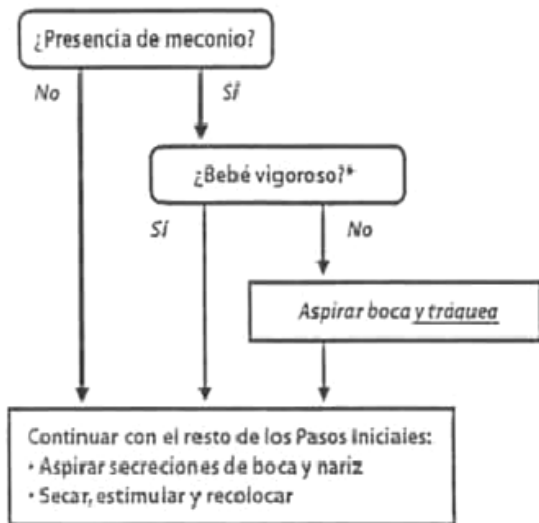 ¿Presencia de meconio?
No
Sí
¿Bebé vigoroso?*
Sí
No
Aspirar boca y tráquea
Continuar con el resto de los Pasos Iniciales:
• Aspirar secreciones de boca y nariz
• Secar, estimular y recolocar